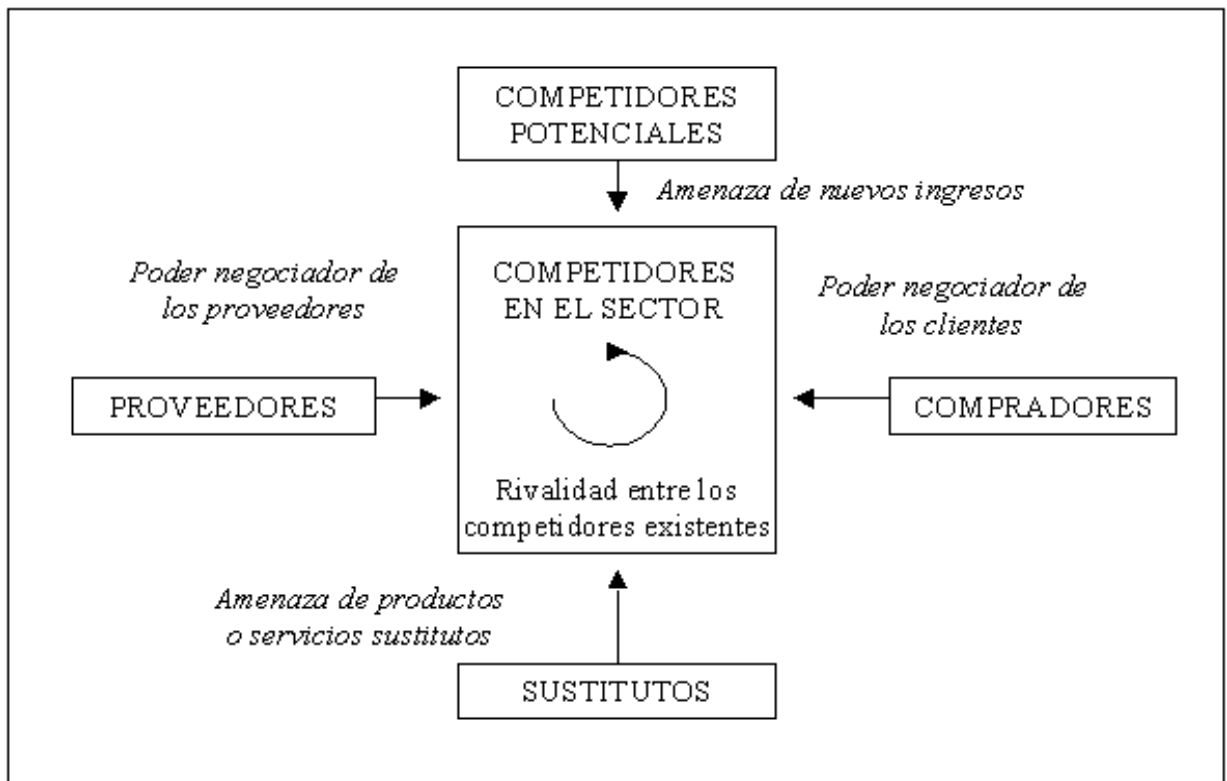 COMPETIDORES
POTENCIALES
Amenaza de nuevos ingresos
Poder negociador de
los proveedores
COMPETIDORES
EN EL SECTOR
Poder negociador de
los clientes
PROVEEDORES
COMPRADORES
Rivalidad entre los
competidores existentes
Amenaza de productos
o servicios sustitutos
SUSTITUTOS